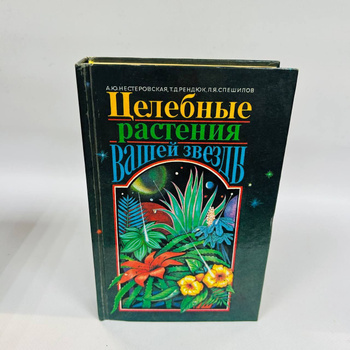 А.Ю.НЕСТЕРОВСКАЯ, Т.Д.РЕНДЮК, Л.Я.СПЕШИЛОВ
Целебные
растения
ВАШЕЙ ЗВЕЗДЫ